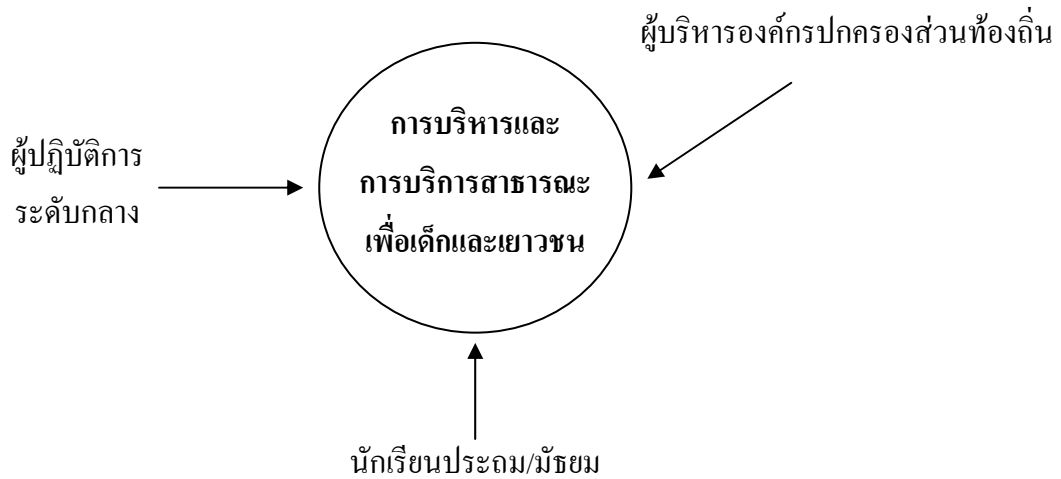 ผู้บริหารองค์กรปกครองส่วนท้องถิ่น
การบริหารและ
การบริการสาธารณะ
เพื่อเด็กและเยาวชน
ผู้ปฏิบัติการ
ระดับกลาง
นักเรียนประถม/มัธยม